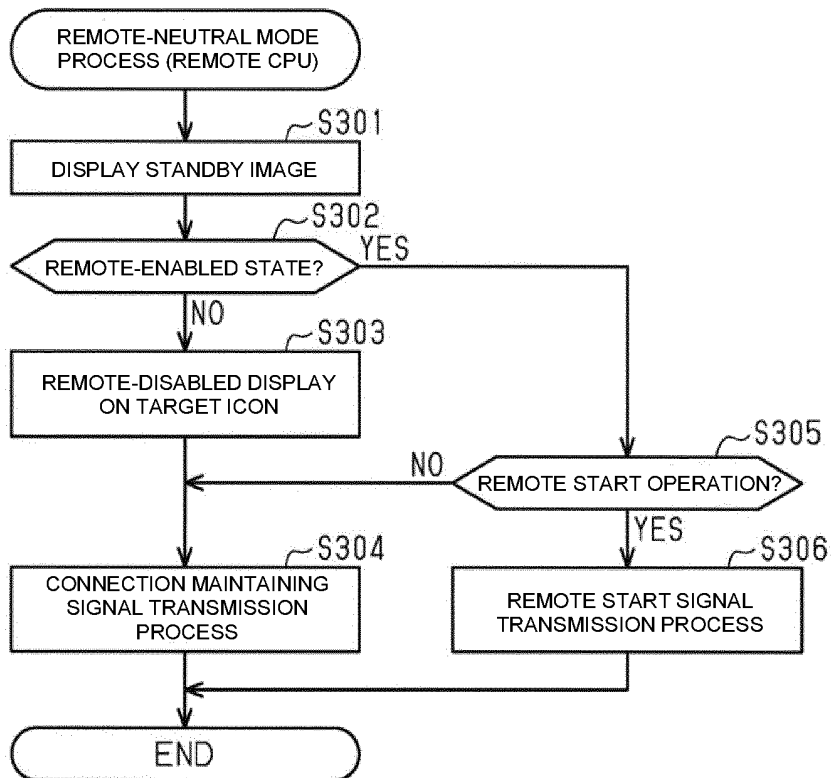 REMOTE-NEUTRAL MODE
PROCESS (REMOTE CPU)
S301
DISPLAY STANDBY IMAGE
S302
REMOTE-ENABLED STATE?
YES
NO
S303
REMOTE-DISABLED DISPLAY
ON TARGET ICON
S305
NO
REMOTE START OPERATION?
YES
S304
CONNECTION MAINTAINING
SIGNAL TRANSMISSION
PROCESS
S306
REMOTE START SIGNAL
TRANSMISSION PROCESS
END